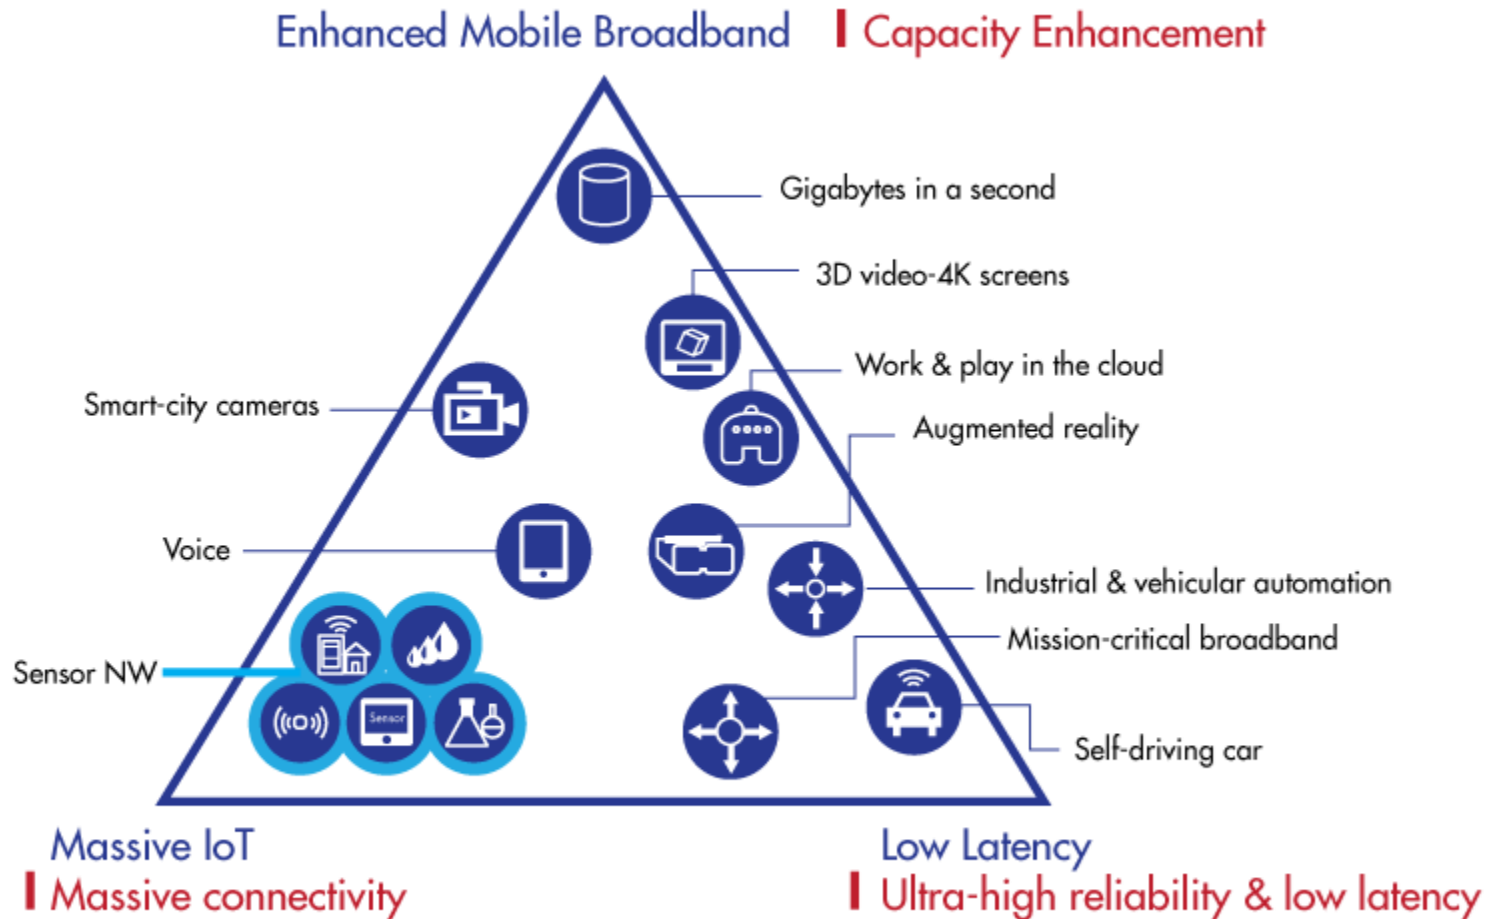 Enhanced Mobile Broadband
Capacity Enhancement
Gigabytes in a second
3D video-4K screens
Work & play in the cloud
Smart-city cameras
Augmented reality
Voice
Industrial & vehicular automation
Mission-critical broadband
Sensor NW
Sensor
Self-driving car
Massive IoT
Massive connectivity
Low Latency
Ultra-high reliability & low latency